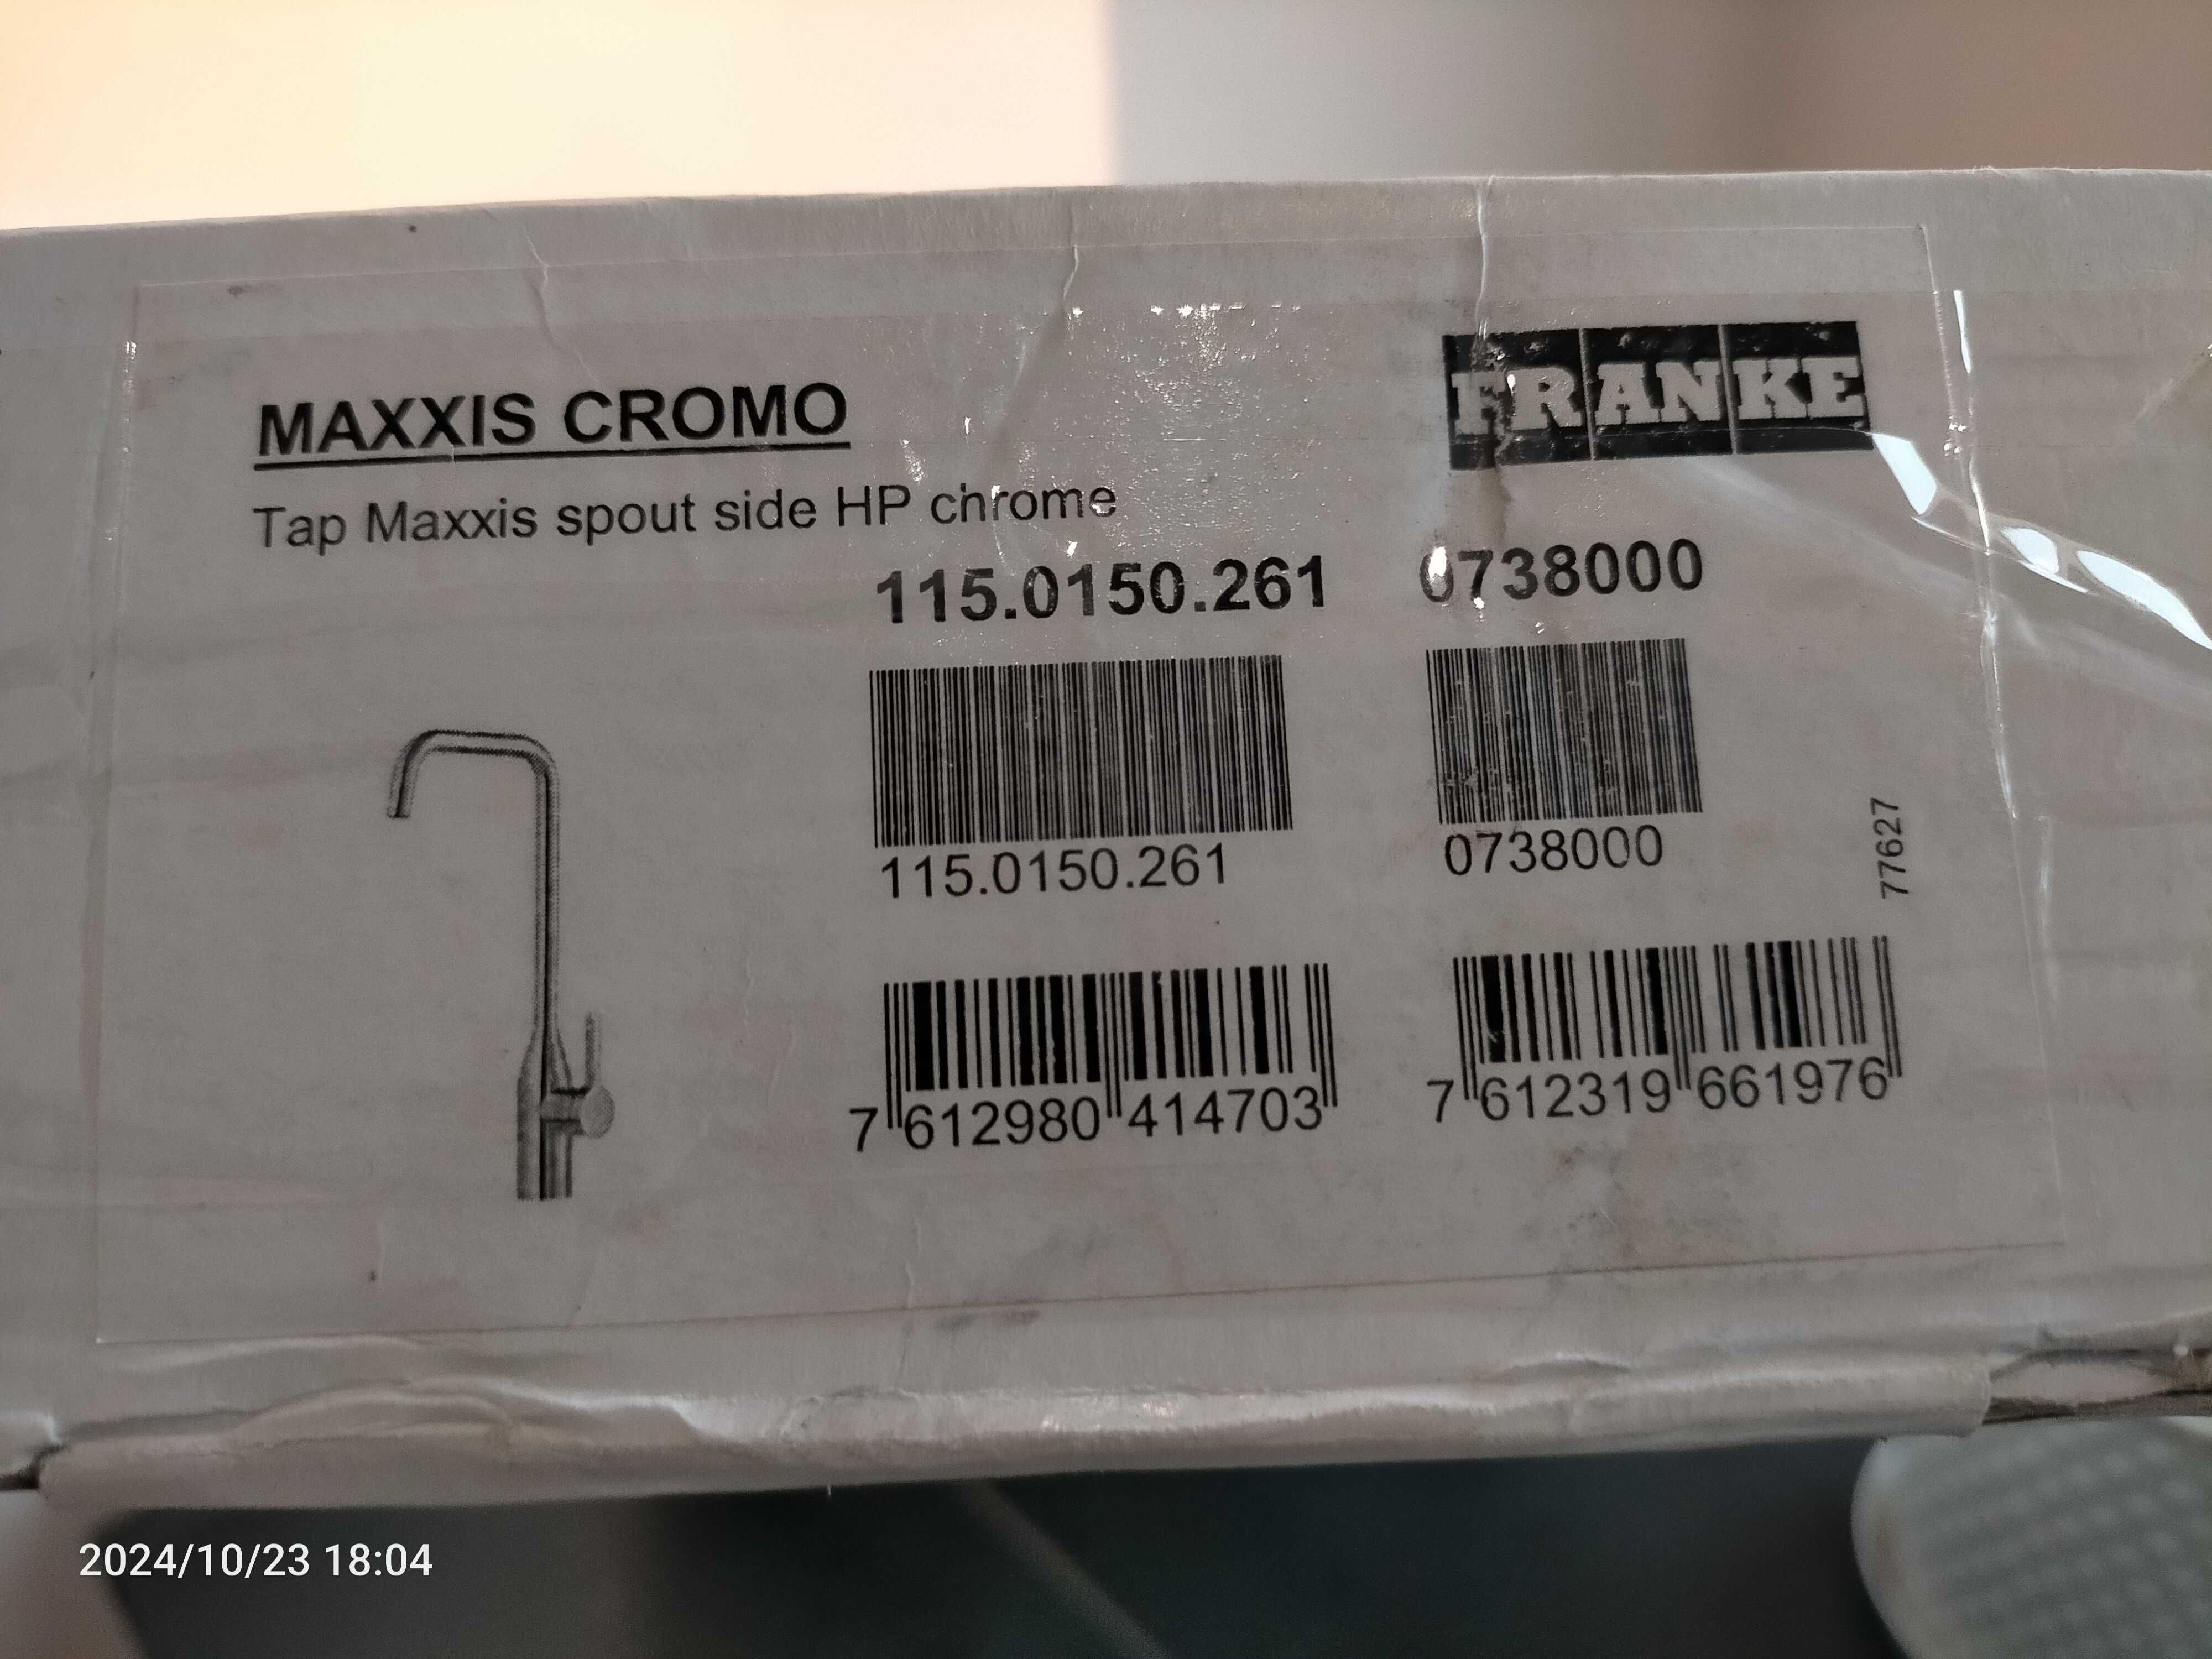 MAXXIS CROMO
FRANKE
Tap Maxxis spout side HP chrome
115.0150.261 0738000
115.0150.261 0738000
77627
7 612980 414703 7 612319 661976
2024/10/23 18:04